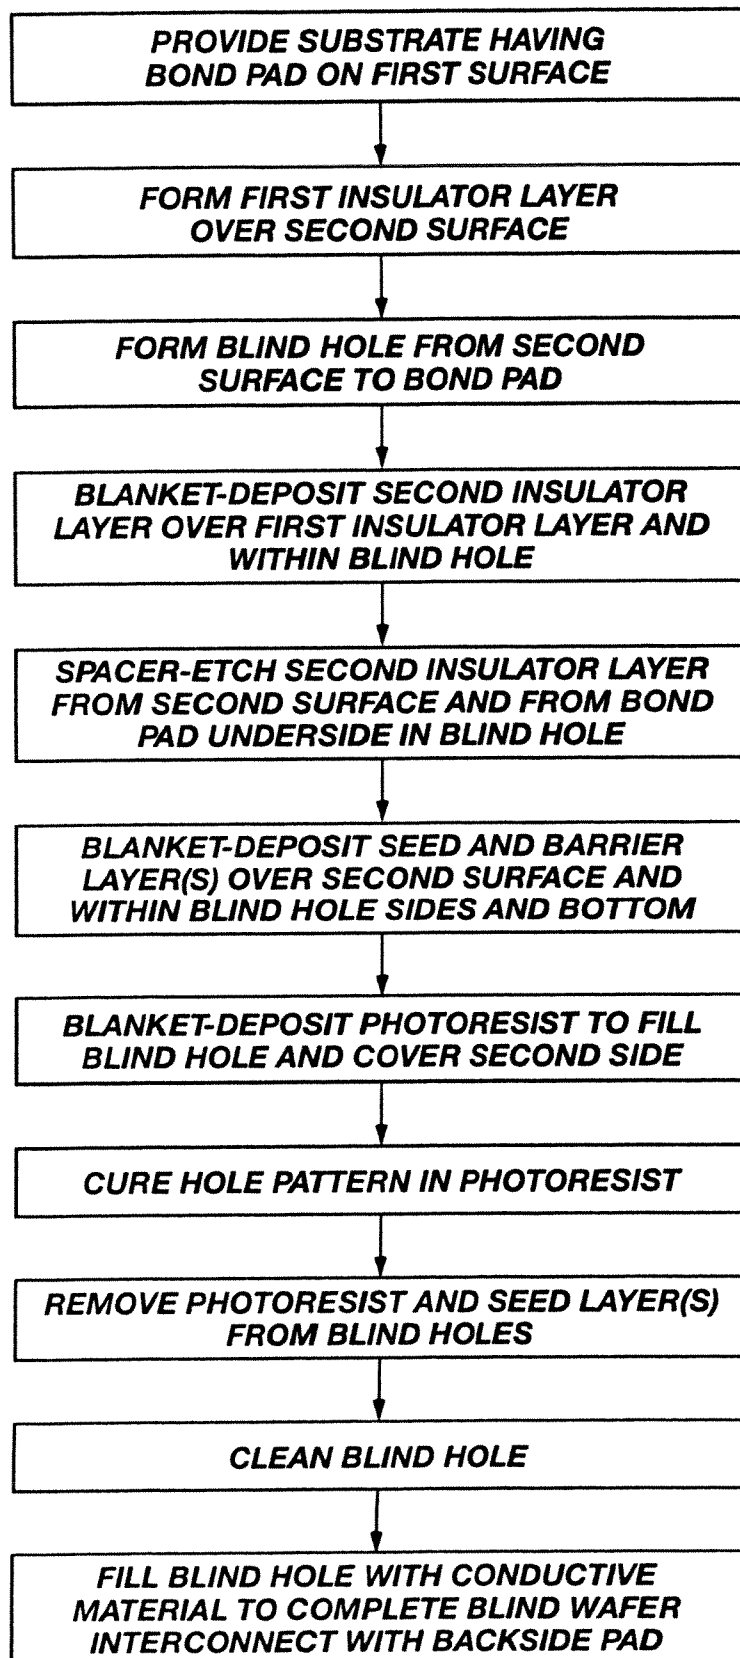 PROVIDE SUBSTRATE HAVING
BOND PAD ON FIRST SURFACE
FORM FIRST INSULATOR LAYER
OVER SECOND SURFACE
FORM BLIND HOLE FROM SECOND
SURFACE TO BOND PAD
BLANKET-DEPOSIT SECOND INSULATOR
LAYER OVER FIRST INSULATOR LAYER AND
WITHIN BLIND HOLE
SPACER-ETCH SECOND INSULATOR LAYER
FROM SECOND SURFACE AND FROM BOND
PAD UNDERSIDE IN BLIND HOLE
BLANKET-DEPOSIT SEED AND BARRIER
LAYER(S) OVER SECOND SURFACE AND
WITHIN BLIND HOLE SIDES AND BOTTOM
BLANKET-DEPOSIT PHOTORESIST TO FILL
BLIND HOLE AND COVER SECOND SIDE
CURE HOLE PATTERN IN PHOTORESIST
REMOVE PHOTORESIST AND SEED LAYER(S)
FROM BLIND HOLES
CLEAN BLIND HOLE
FILL BLIND HOLE WITH CONDUCTIVE
MATERIAL TO COMPLETE BLIND WAFER
INTERCONNECT WITH BACKSIDE PAD